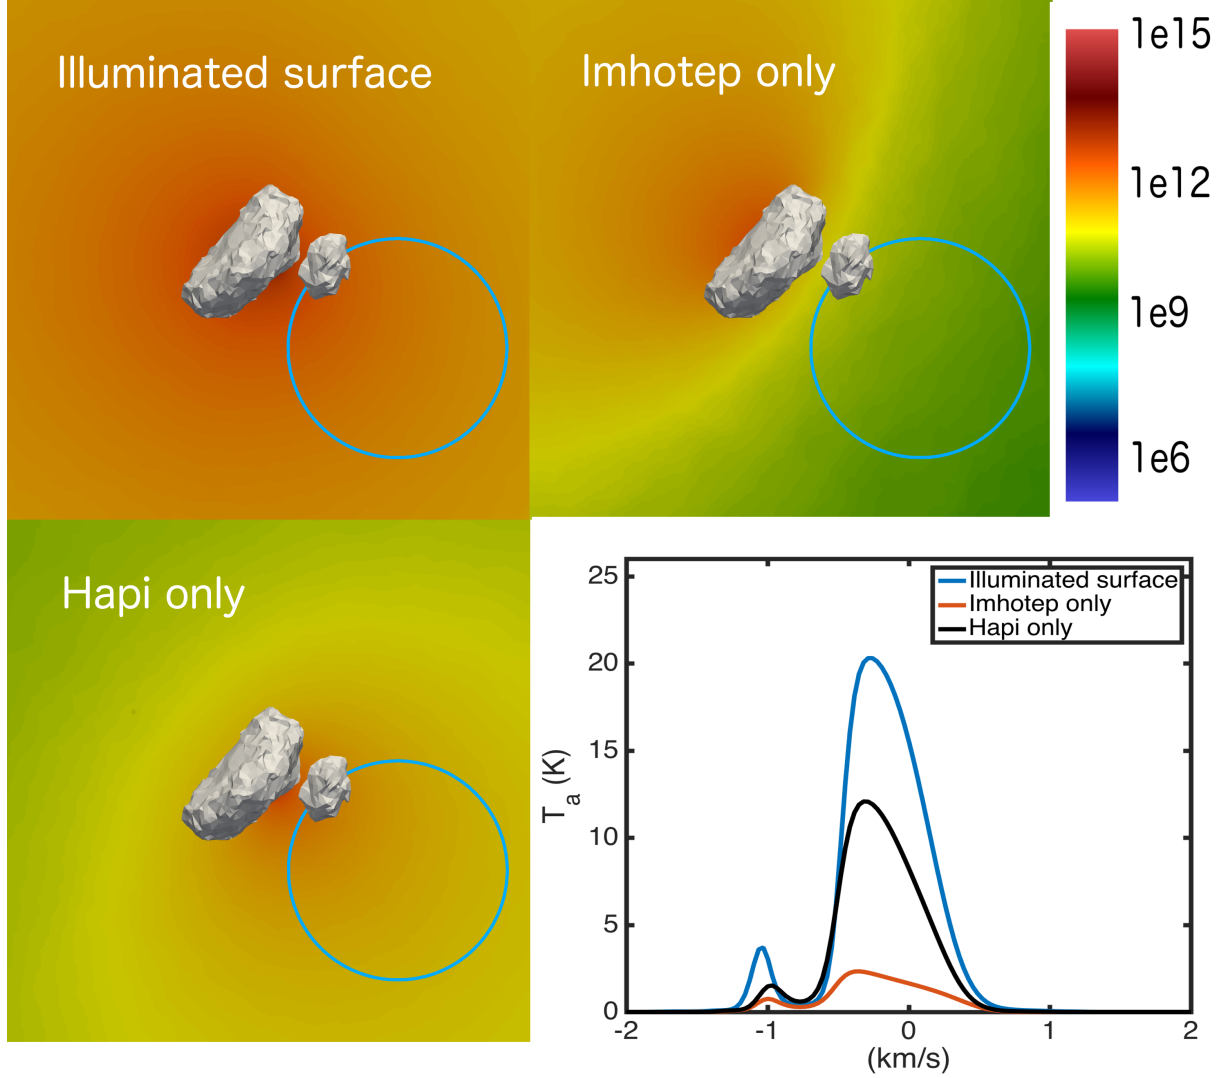 Illuminated surface
Imhotep only
1e15
1e12
1e9
1e6
Hapi only
25
20
15
10
5
0
T_a (K)
Illuminated surface
Imhotep only
Hapi only
-2
-1
0
1
2
(km/s)